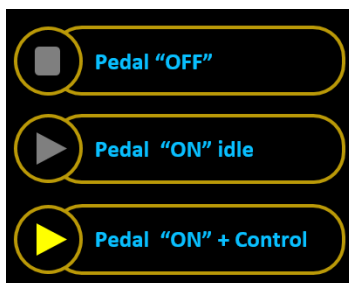 Pedal “OFF”
Pedal “ON” idle
Pedal “ON” + Control